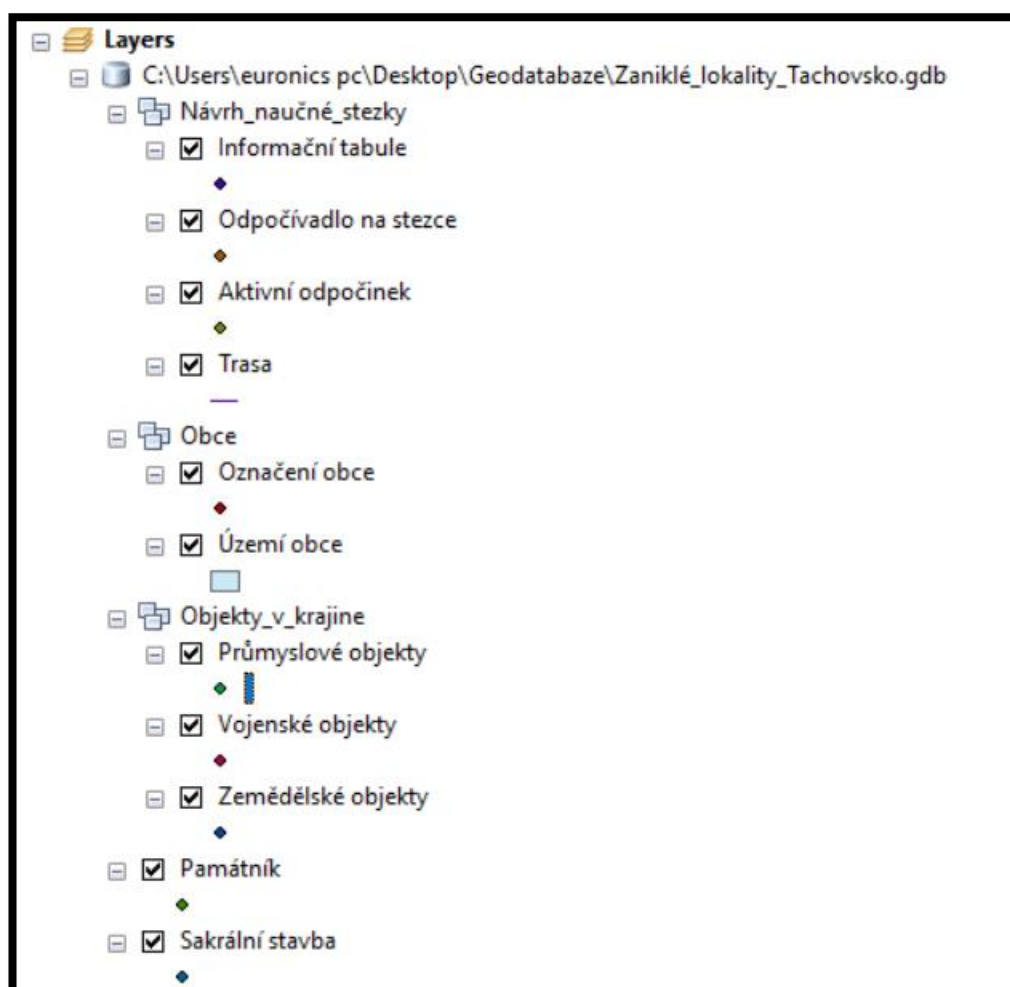 Layers
C:\Users\euronics pc\Desktop\Geodatabaze\Zaniklé_lokality_Tachovsko.gdb
Návrh_naučné_stezky
Informační tabule
Odpočívadlo na stezce
Aktivní odpočinek
Trasa
Obce
Označení obce
Území obce
Objekty_v_krajine
Průmyslové objekty
Vojenské objekty
Zemědělské objekty
Památník
Sakrální stavba